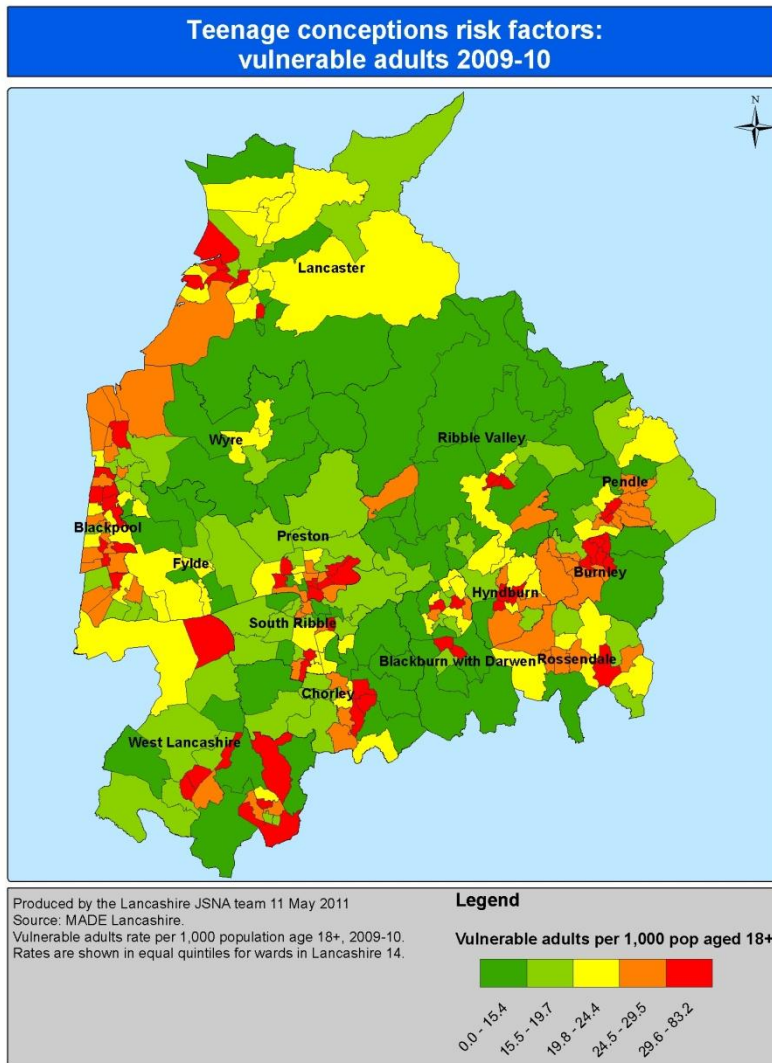 Teenage conceptions risk factors:
vulnerable adults 2009-10
N
Lancaster
Wyre
Ribble Valley
Pendle
Blackpool
Preston
Fylde
Burnley
Hyndburn
South Ribble
Blackburn with Darwen
Rossendale
Chorley
West Lancashire
Produced by the Lancashire JSNA team 11 May 2011
Source: MADE Lancashire.
Vulnerable adults rate per 1,000 population age 18+, 2009-10.
Rates are shown in equal quintiles for wards in Lancashire 14.
Legend
Vulnerable adults per 1,000 pop aged 18+
0.0 - 15.4
15.5 - 19.7
19.8 - 24.4
24.5 - 29.5
29.6 - 83.2